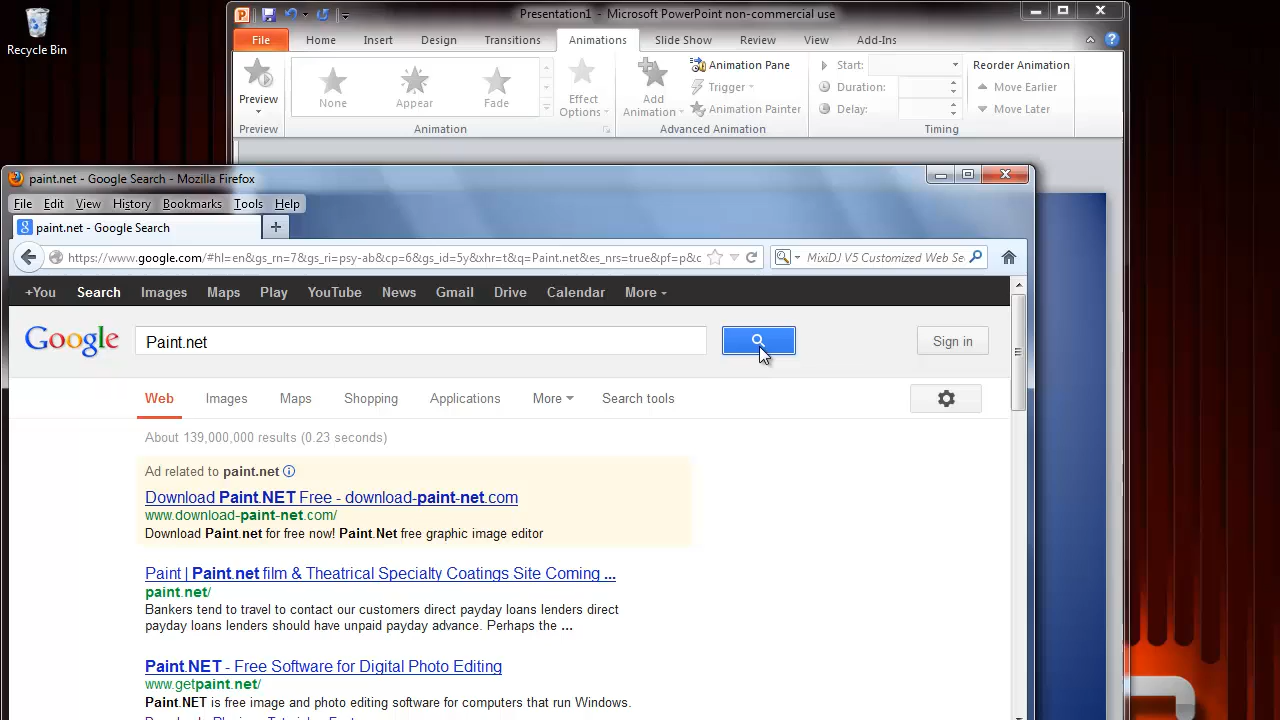 Recycle Bin
Presentation1 - Microsoft PowerPoint non-commercial use
File Home Insert Design Transitions Animations Slide Show Review View Add-Ins
Preview
Preview
None Appear Fade
Animation
Effect Options
Add Animation
Animation Pane
Trigger
Animation Painter
Advanced Animation
Start:
Duration:
Delay:
Reorder Animation
Move Earlier
Move Later
Timing
paint.net - Google Search - Mozilla Firefox
File Edit View History Bookmarks Tools Help
paint.net - Google Search
https://www.google.com/#hl=en&gs_rn=7&gs_ri=psy-ab&cp=6&gs_id=5y&xhr=t&q=Paint.net&es_nrs=true&pf=p&c
MixiDJ V5 Customized Web Se
+You Search Images Maps Play YouTube News Gmail Drive Calendar More
Google
Paint.net
Sign in
Web Images Maps Shopping Applications More Search tools
About 139,000,000 results (0.23 seconds)
Ad related to paint.net
Download Paint.NET Free - download-paint-net.com
www.download-paint-net.com/
Download Paint.net for free now! Paint.Net free graphic image editor
Paint | Paint.net film & Theatrical Specialty Coatings Site Coming ...
paint.net/
Bankers tend to travel to contact our customers direct payday loans lenders direct
payday loans lenders should have unpaid payday advance. Perhaps the ...
Paint.NET - Free Software for Digital Photo Editing
www.getpaint.net/
Paint.NET is free image and photo editing software for computers that run Windows.